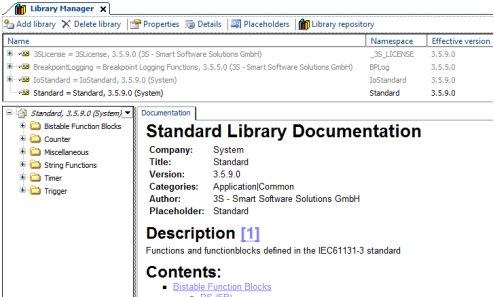 Library Manager
Add library Delete library Properties Details Placeholders Library repository
Name Namespace Effective version
3SLicense = 3SLicense, 3.5.9.0 (3S - Smart Software Solutions GmbH) _3S_LICENSE 3.5.9.0
BreakpointLogging = Breakpoint Logging Functions, 3.5.5.0 (3S - Smart Software Solutions GmbH) BPLog 3.5.5.0
IoStandard = IoStandard, 3.5.9.0 (System) IoStandard 3.5.9.0
Standard = Standard, 3.5.9.0 (System) Standard 3.5.9.0
Standard, 3.5.9.0 (System)
Bistable Function Blocks
Counter
Miscellaneous
String Functions
Timer
Trigger
Documentation
Standard Library Documentation
Company: System
Title: Standard
Version: 3.5.9.0
Categories: Application|Common
Author: 3S - Smart Software Solutions GmbH
Placeholder: Standard
Description [1]
Functions and functionblocks defined in the IEC61131-3 standard
Contents:
Bistable Function Blocks